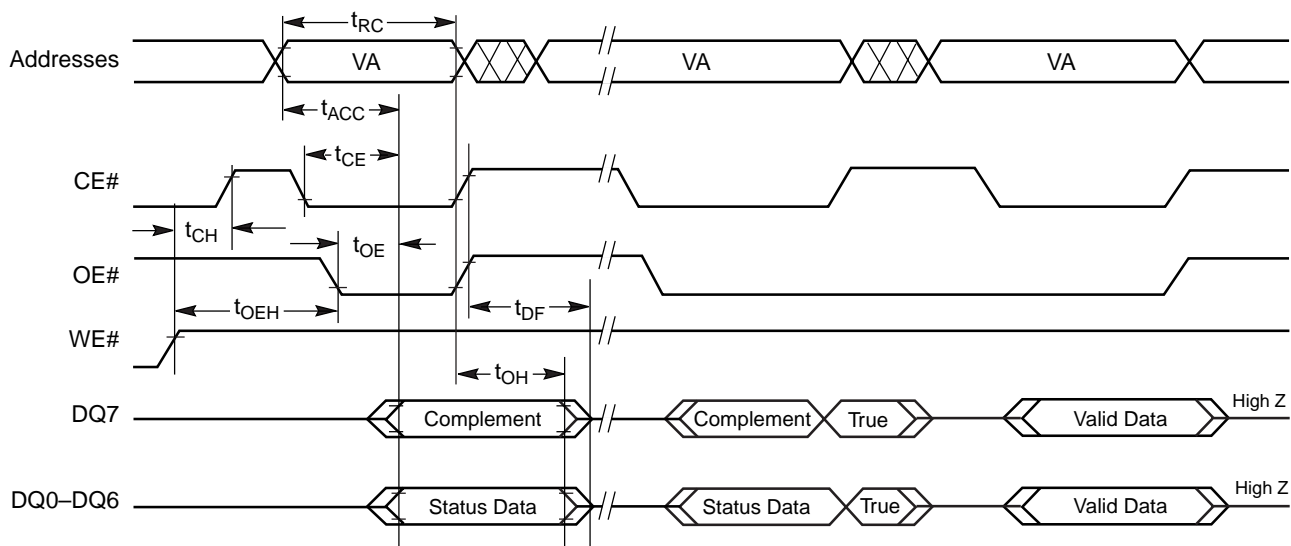 tRC
Addresses VA VA VA
tACC
tCE
CE#
tCH tOE
OE#
tOEH tDF
WE#
tOH
DQ7 Complement Complement True Valid Data High Z
DQ0–DQ6 Status Data Status Data True Valid Data High Z